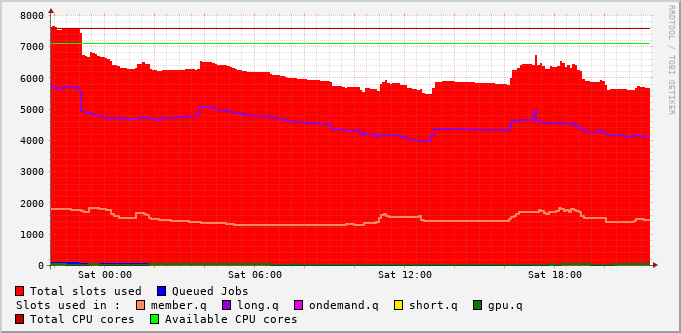 8000
7000
6000
5000
4000
3000
2000
1000
0
Sat 00:00 Sat 06:00 Sat 12:00 Sat 18:00
RRDTOOL / TOBI OETIKER
Total slots used Queued Jobs
Slots used in : member.q long.q ondemand.q short.q gpu.q
Total CPU cores Available CPU cores